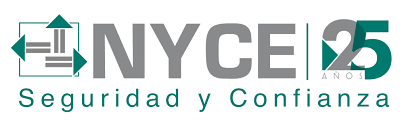 NYCE 25
AÑOS
Seguridad y Confianza